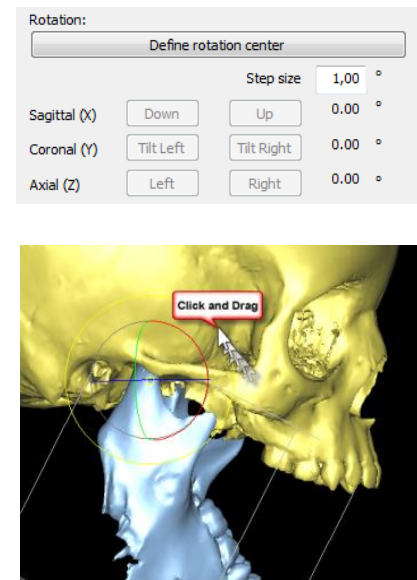 Rotation:
Define rotation center
Step size 1,00 °
Sagittal (X) Down Up 0.00 °
Coronal (Y) Tilt Left Tilt Right 0.00 °
Axial (Z) Left Right 0.00 °
Click and Drag